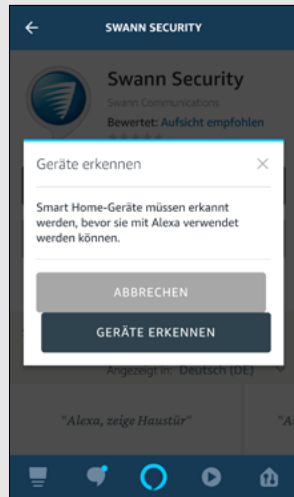 SWANN SECURITY
Swann Security
Swann Communications
Bewertet: Aufsicht empfohlen
Geräte erkennen
Smart Home-Geräte müssen erkannt
werden, bevor sie mit Alexa verwendet
werden können.
ABBRECHEN
GERÄTE ERKENNEN
Angezeigt in: Deutsch (DE)
"Alexa, zeige Haustür"